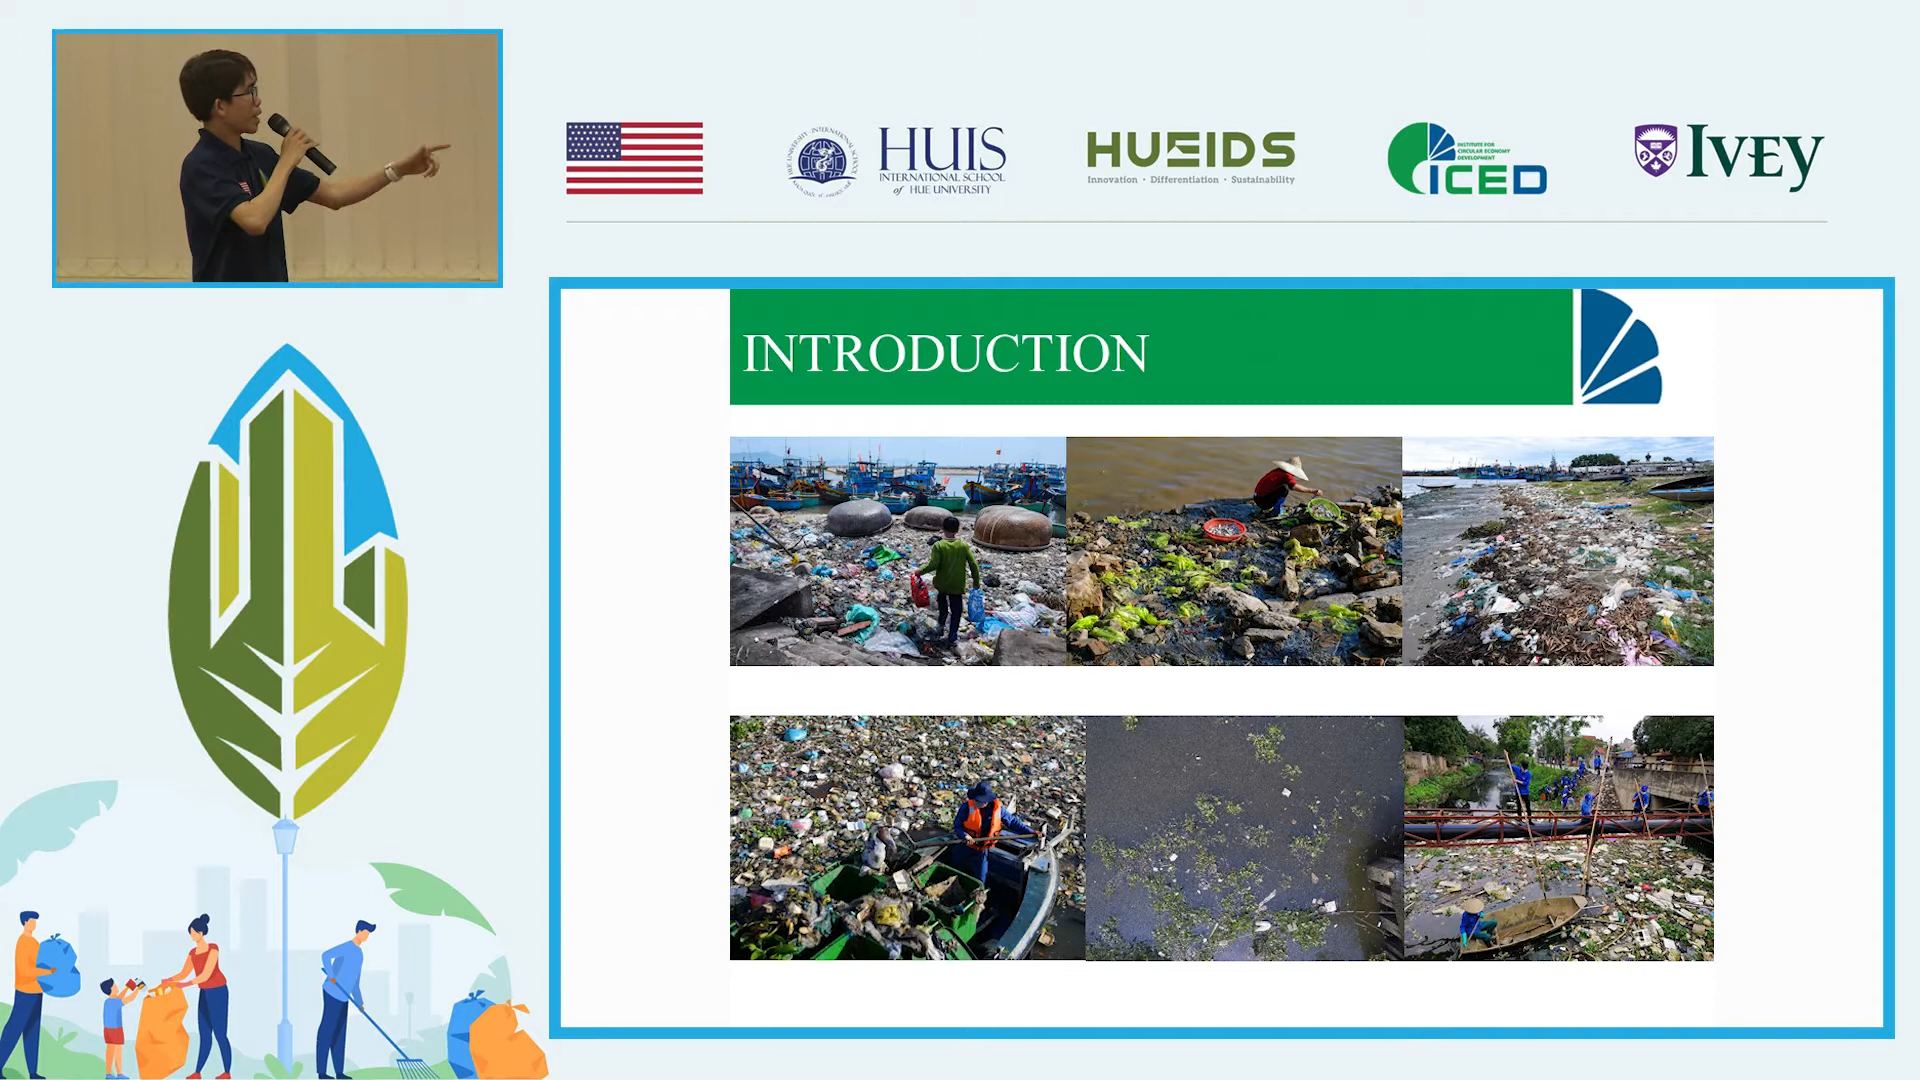 HUIS
INTERNATIONAL SCHOOL
of HUE UNIVERSITY
HUEIDS
Innovation • Differentiation • Sustainability
INSTITUTE FOR
CIRCULAR ECONOMY
DEVELOPMENT
ICED
IVEY
INTRODUCTION